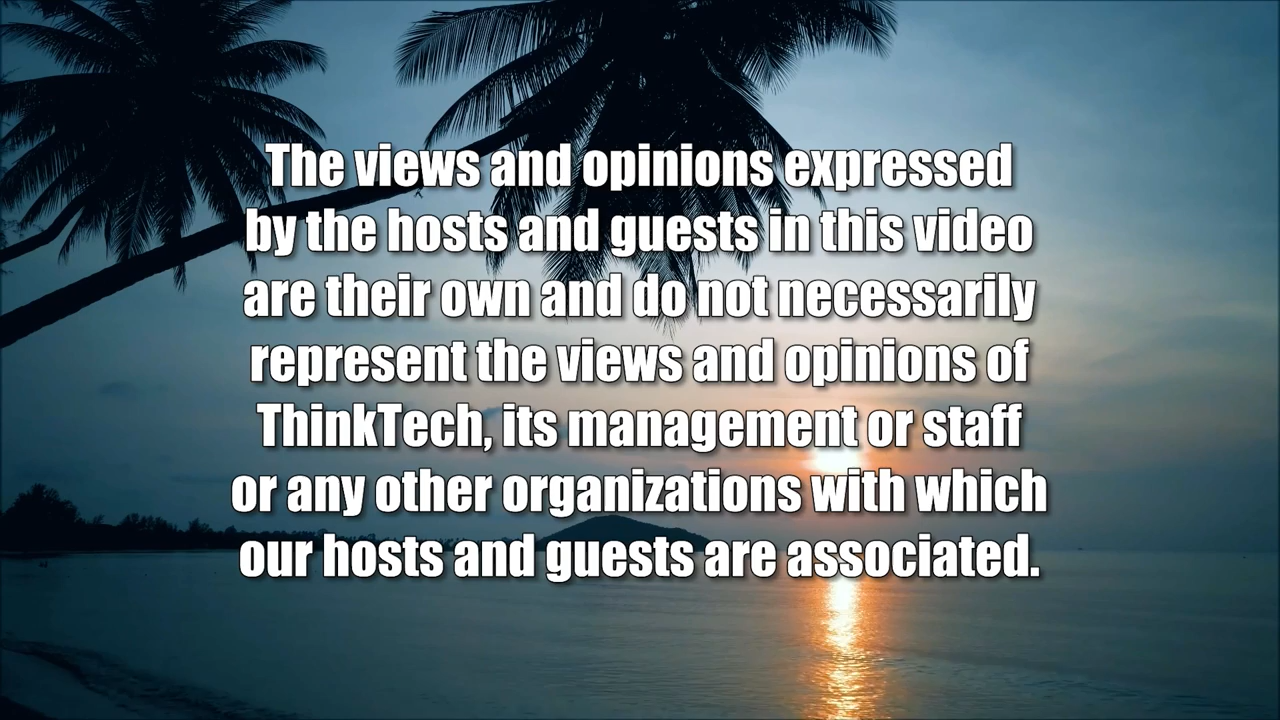 The views and opinions expressed
by the hosts and guests in this video
are their own and do not necessarily
represent the views and opinions of
ThinkTech, its management or staff
or any other organizations with which
our hosts and guests are associated.